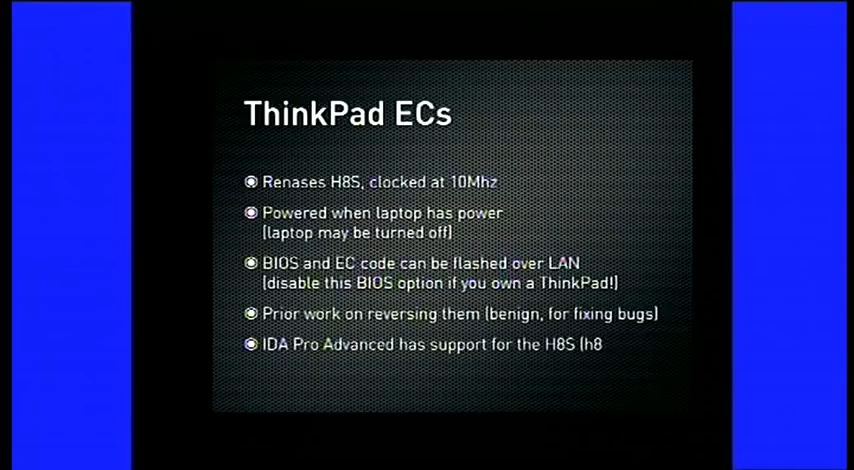 ThinkPad ECs
Renases H8S, clocked at 10Mhz
Powered when laptop has power
(laptop may be turned off)
BIOS and EC code can be flashed over LAN
(disable this BIOS option if you own a ThinkPad!)
Prior work on reversing them (benign, for fixing bugs)
IDA Pro Advanced has support for the H8S (h8